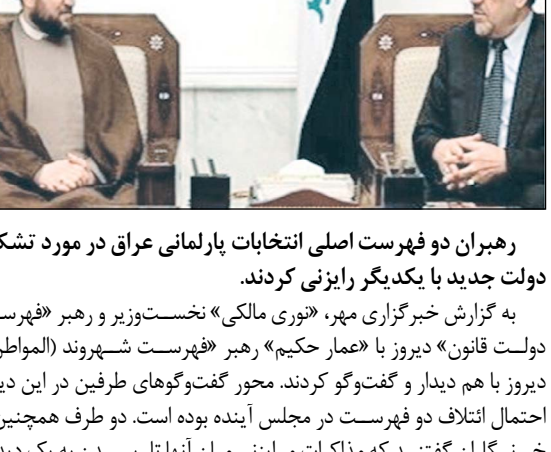 رهبران دو فهرست اصلی انتخابات پارلمانی عراق در مورد
دولت جدید با یکدیگر رایزنی کردند.
به گزارش خبرگزاری مهر، «نوری مالکی» نخست‌وزیر و رهبر
دولت قانون» دیروز با «عمار حکیم» رهبر «فهرست شهروند
دیروز با هم دیدار و گفت‌وگو کردند. محور گفت‌وگوهای طرفین در این
احتمال ائتلاف دو فهرست در مجلس آینده بوده است. دو طرف همچنین